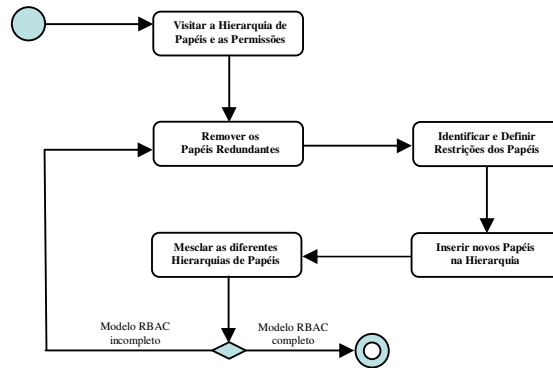 Visitar a Hierarquia de
Papéis e as Permissões
Remover os
Papéis Redundantes
Identificar e Definir
Restrições dos Papéis
Mesclar as diferentes
Hierarquias de Papéis
Inserir novos Papéis
na Hierarquia
Modelo RBAC
incompleto
Modelo RBAC
completo